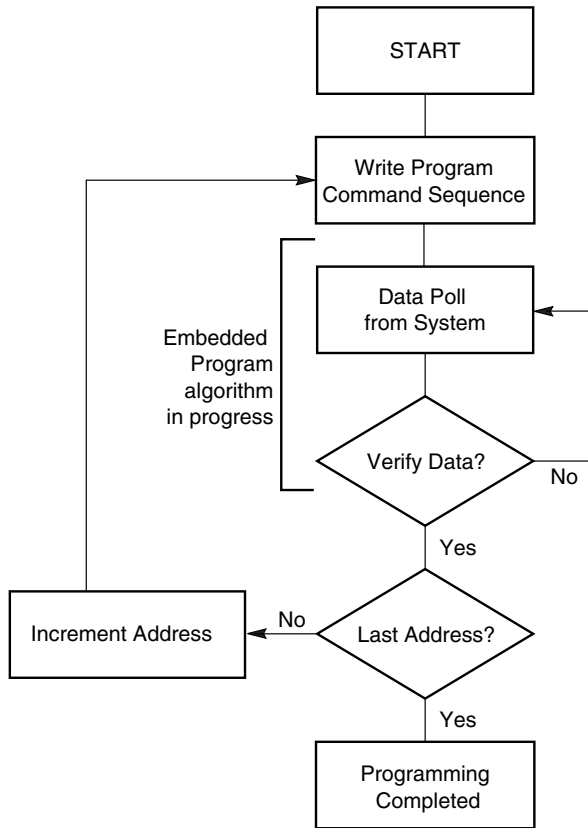 START
Write Program
Command Sequence
Data Poll
from System
Embedded
Program
algorithm
in progress
Verify Data?
No
Yes
Last Address?
No
Increment Address
Yes
Programming
Completed